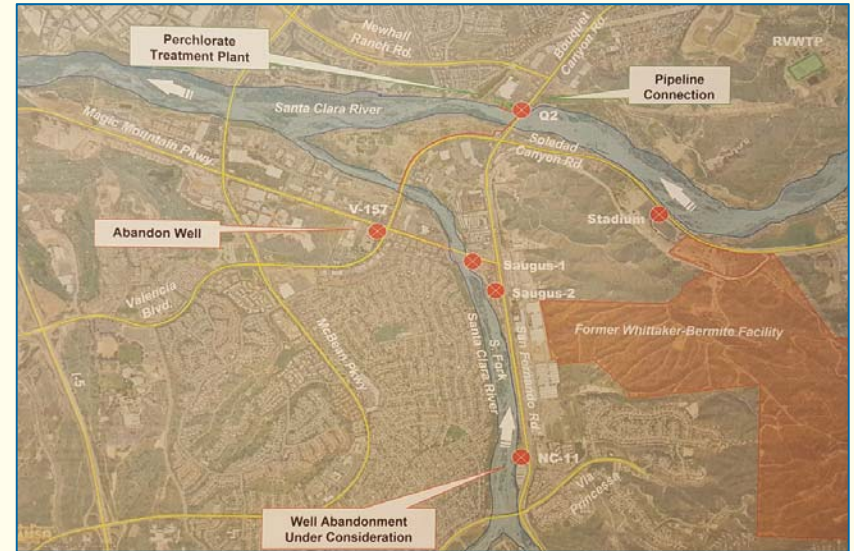 Newhall
Ranch Rd.
Bouquet
Canyon Rd.
RVWTP
Perchlorate
Treatment Plant
Pipeline
Connection
Santa Clara River
Q2
Magic Mountain Pkwy.
Soledad
Canyon Rd.
V-157
Stadium
Abandon Well
Saugus-1
Saugus-2
Valencia
Blvd.
McBean Pkwy
S. Fork
Santa Clara River
San Fernando Rd.
Former Whittaker-Bermite Facility
I-5
NC-11
Via
Princessa
Well Abandonment
Under Consideration